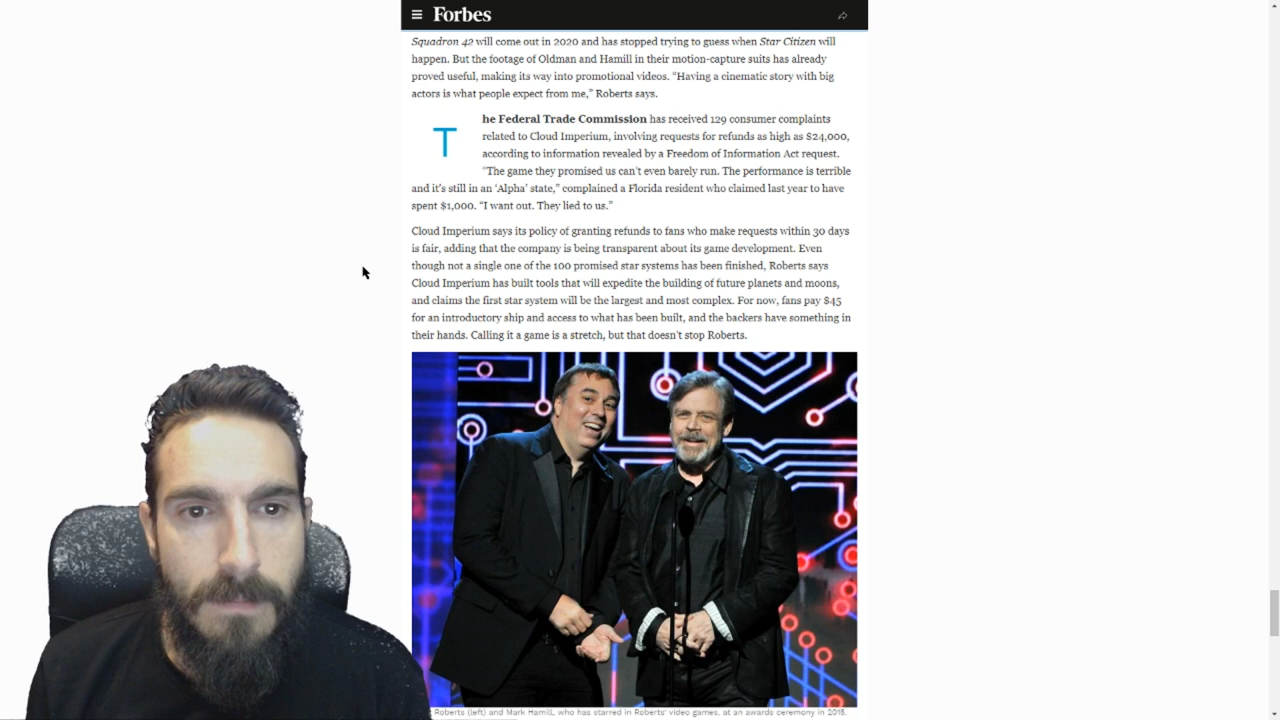 Forbes
Squadron 42 will come out in 2020 and has stopped trying to guess when Star Citizen will
happen. But the footage of Oldman and Hamill in their motion-capture suits has already
proved useful, making its way into promotional videos. “Having a cinematic story with big
actors is what people expect from me,” Roberts says.
The Federal Trade Commission has received 129 consumer complaints
related to Cloud Imperium, involving requests for refunds as high as $24,000,
according to information revealed by a Freedom of Information Act request.
“The game they promised us can’t even barely run. The performance is terrible
and it’s still in an ‘Alpha’ state,” complained a Florida resident who claimed last year to have
spent $1,000. “I want out. They lied to us.”
Cloud Imperium says its policy of granting refunds to fans who make requests within 30 days
is fair, adding that the company is being transparent about its game development. Even
though not a single one of the 100 promised star systems has been finished, Roberts says
Cloud Imperium has built tools that will expedite the building of future planets and moons,
and claims the first star system will be the largest and most complex. For now, fans pay $45
for an introductory ship and access to what has been built, and the backers have something in
their hands. Calling it a game is a stretch, but that doesn’t stop Roberts.
Roberts (left) and Mark Hamill, who has starred in Roberts’ video games, at an awards ceremony in 2015.